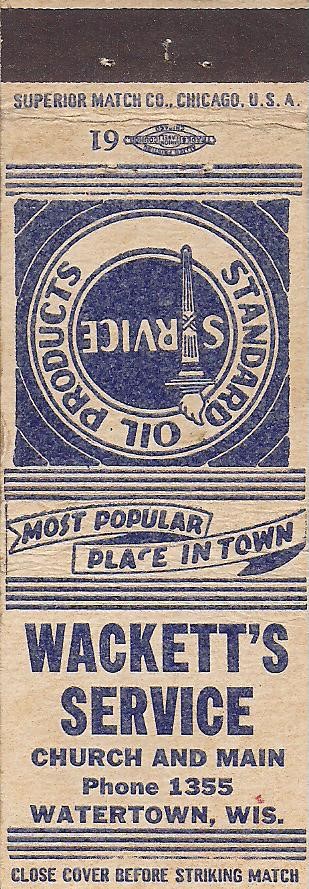 SUPERIOR MATCH CO., CHICAGO, U.S.A.
19
STANDARD OIL PRODUCTS
SERVICE
MOST POPULAR
PLACE IN TOWN
WACKETT'S
SERVICE
CHURCH AND MAIN
Phone 1355
WATERTOWN, WIS.
CLOSE COVER BEFORE STRIKING MATCH